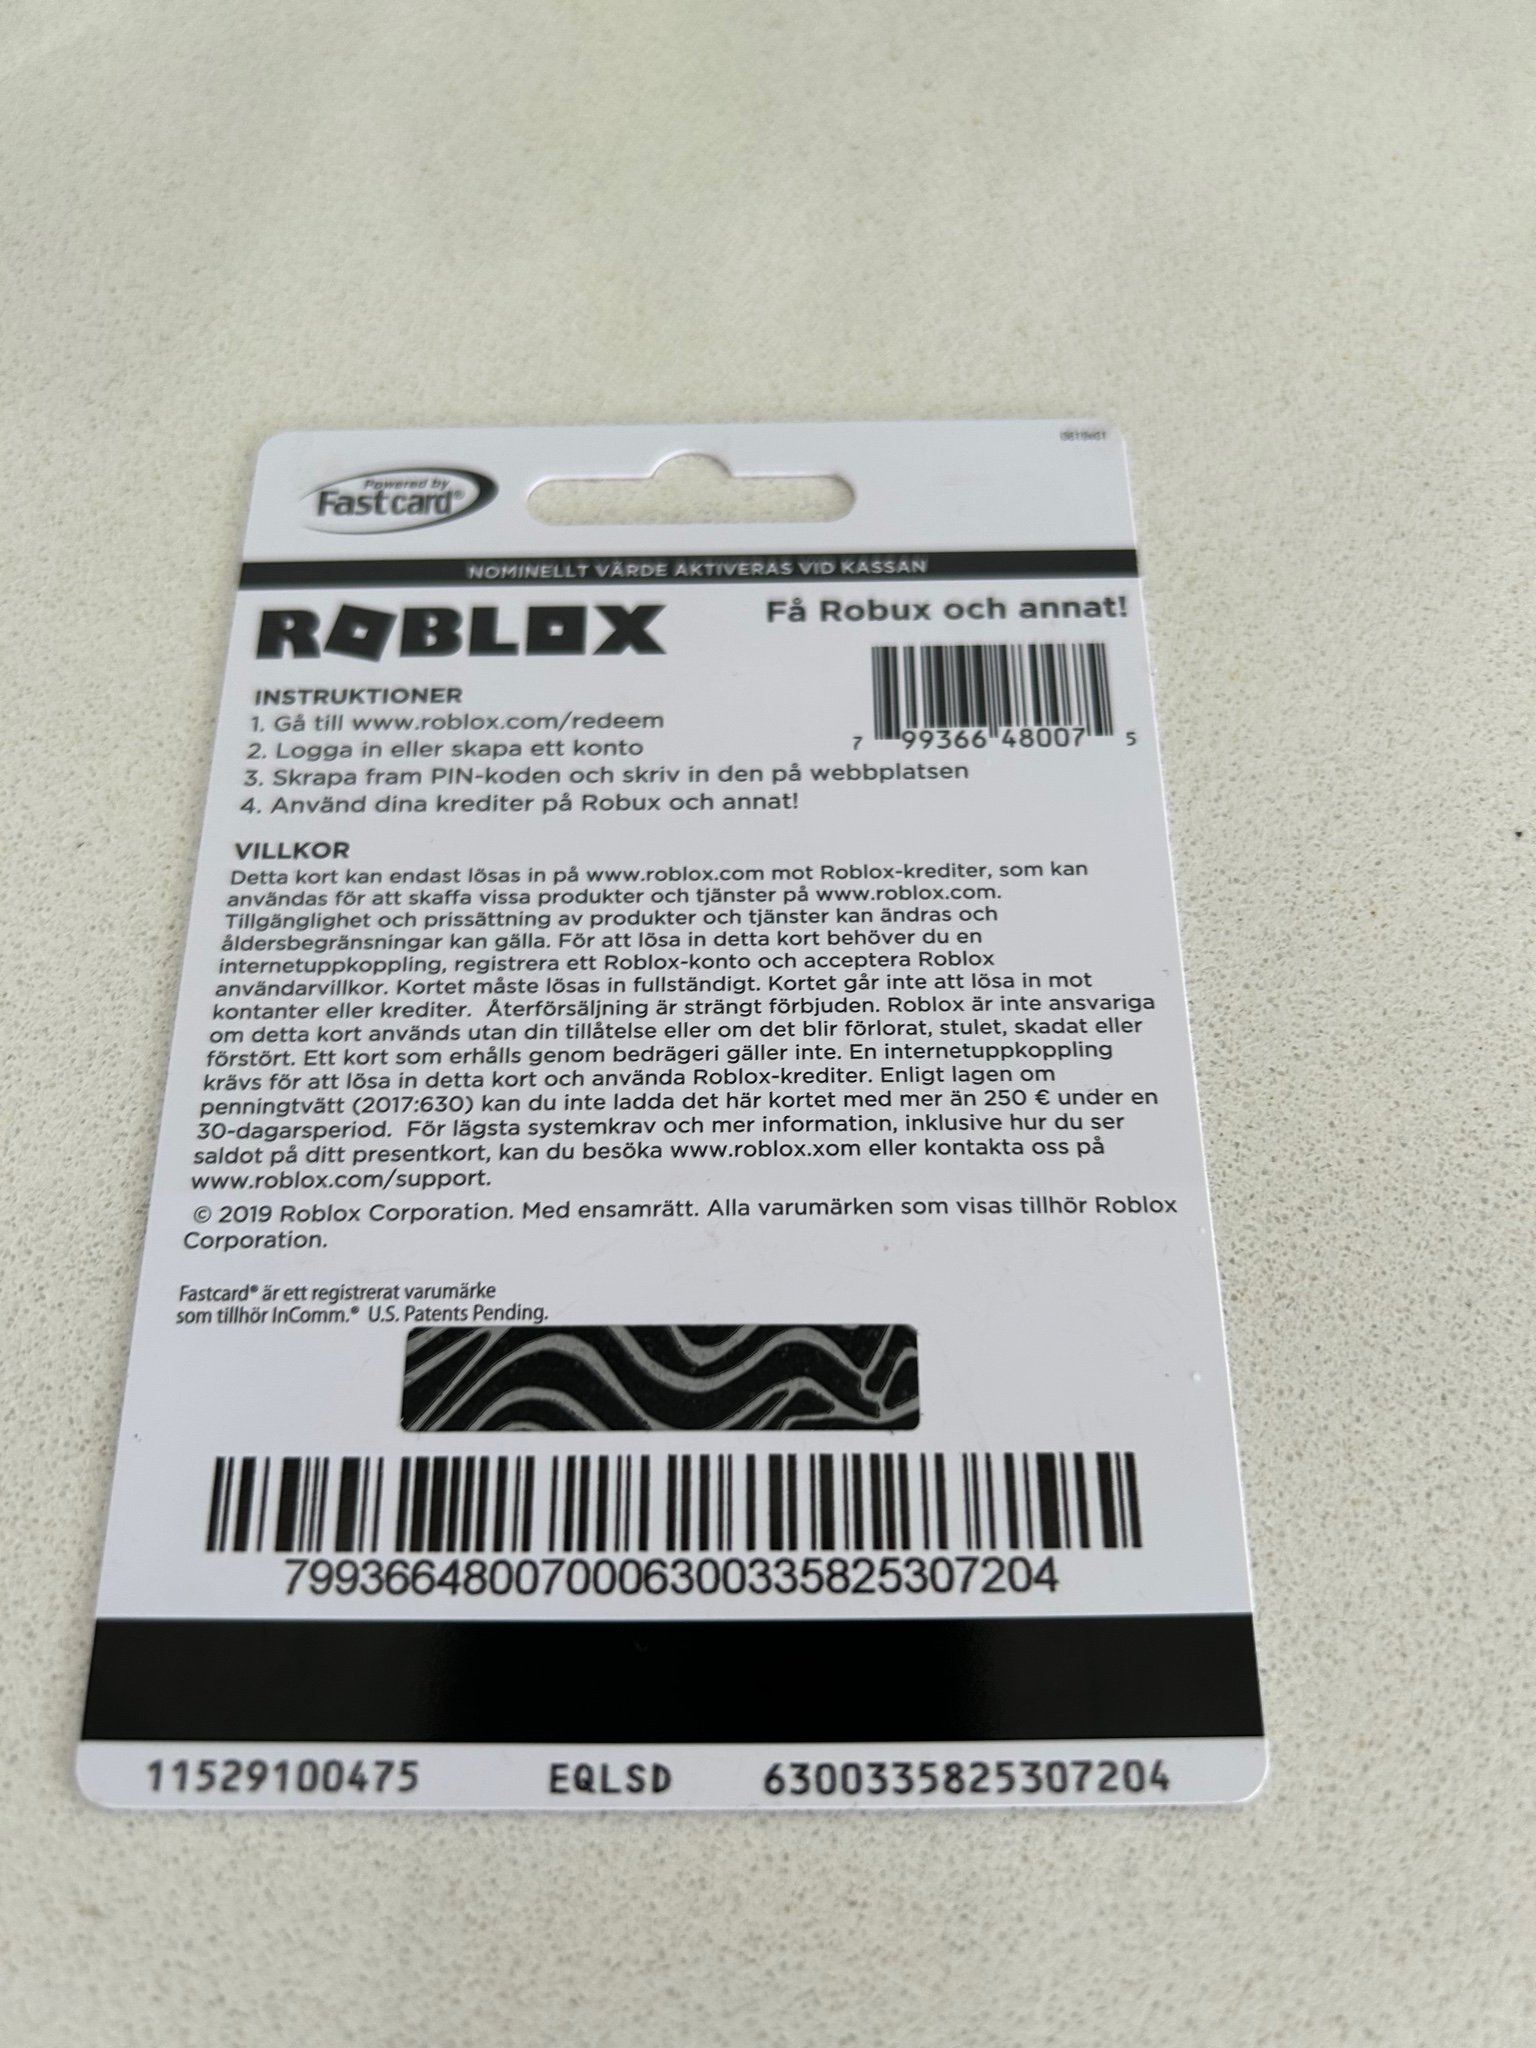 Powered by
Fastcard®
NOMINELLT VÄRDE AKTIVERAS VID KASSAN
ROBLOX
Få Robux och annat!
7 99366 48007 5
INSTRUKTIONER
1. Gå till www.roblox.com/redeem
2. Logga in eller skapa ett konto
3. Skrapa fram PIN-koden och skriv in den på webbplatsen
4. Använd dina krediter på Robux och annat!
VILLKOR
Detta kort kan endast lösas in på www.roblox.com mot Roblox-krediter, som kan
användas för att skaffa vissa produkter och tjänster på www.roblox.com.
Tillgänglighet och prissättning av produkter och tjänster kan ändras och
åldersbegränsningar kan gälla. För att lösa in detta kort behöver du en
internetuppkoppling, registrera ett Roblox-konto och acceptera Roblox
användarvillkor. Kortet måste lösas in fullständigt. Kortet går inte att lösa in mot
kontanter eller krediter. Återförsäljning är strängt förbjuden. Roblox är inte ansvariga
om detta kort används utan din tillåtelse eller om det blir förlorat, stulet, skadat eller
förstört. Ett kort som erhålls genom bedrägeri gäller inte. En internetuppkoppling
krävs för att lösa in detta kort och använda Roblox-krediter. Enligt lagen om
penningtvätt (2017:630) kan du inte ladda det här kortet med mer än 250 € under en
30-dagarsperiod. För lägsta systemkrav och mer information, inklusive hur du ser
saldot på ditt presentkort, kan du besöka www.roblox.xom eller kontakta oss på
www.roblox.com/support.
© 2019 Roblox Corporation. Med ensamrätt. Alla varumärken som visas tillhör Roblox
Corporation.
Fastcard® är ett registrerat varumärke
som tillhör InComm.® U.S. Patents Pending.
799366480070006300335825307204
11529100475 EQLSD 6300335825307204